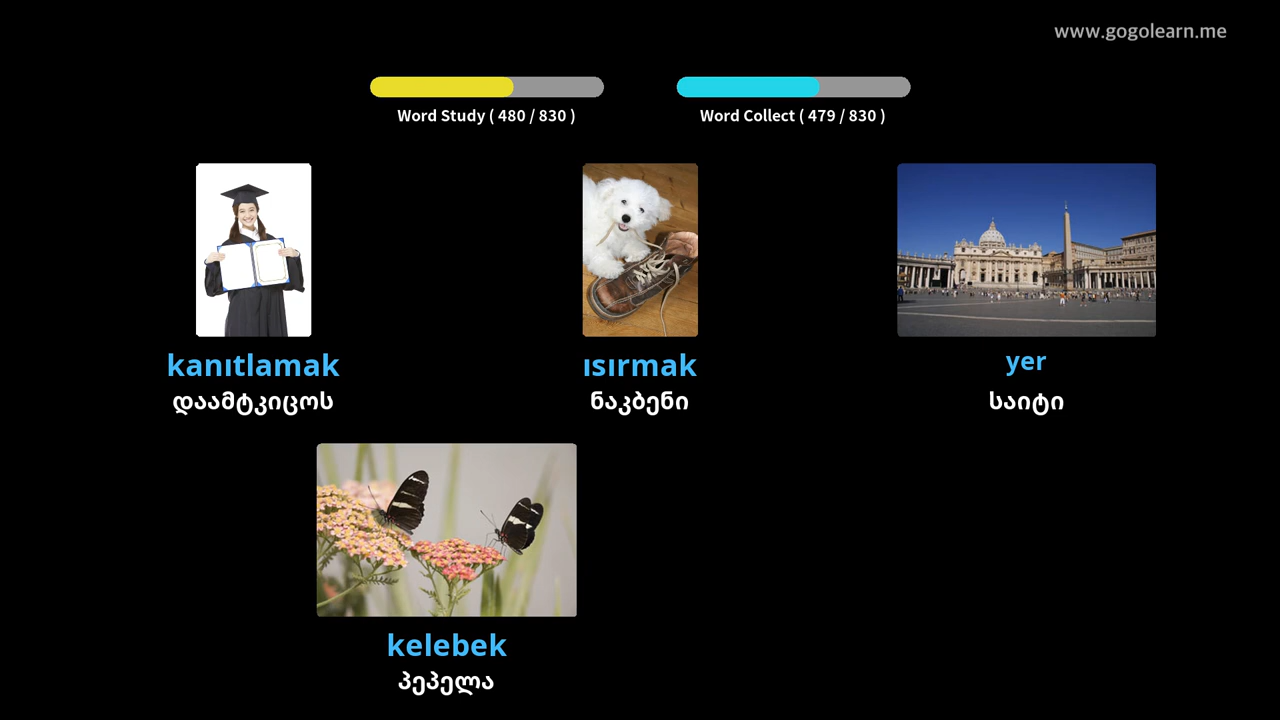 www.gogolearn.me
Word Study ( 480 / 830 )
Word Collect ( 479 / 830 )
kanıtlamak
დაამტკიცოს
ısırmak
ნაკბენი
yer
საიტი
kelebek
პეპელა